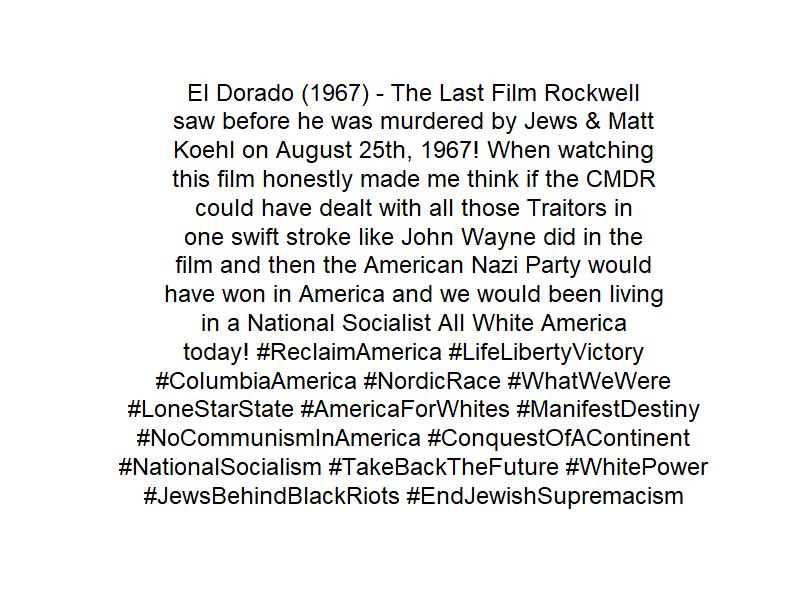 El Dorado (1967) - The Last Film Rockwell
saw before he was murdered by Jews & Matt
Koehl on August 25th, 1967! When watching
this film honestly made me think if the CMDR
could have dealt with all those Traitors in
one swift stroke like John Wayne did in the
film and then the American Nazi Party would
have won in America and we would been living
in a National Socialist All White America
today! #ReclaimAmerica #LifeLibertyVictory
#ColumbiaAmerica #NordicRace #WhatWeWere
#LoneStarState #AmericaForWhites #ManifestDestiny
#NoCommunismInAmerica #ConquestOfAContinent
#NationalSocialism #TakeBackTheFuture #WhitePower
#JewsBehindBlackRiots #EndJewishSupremacism